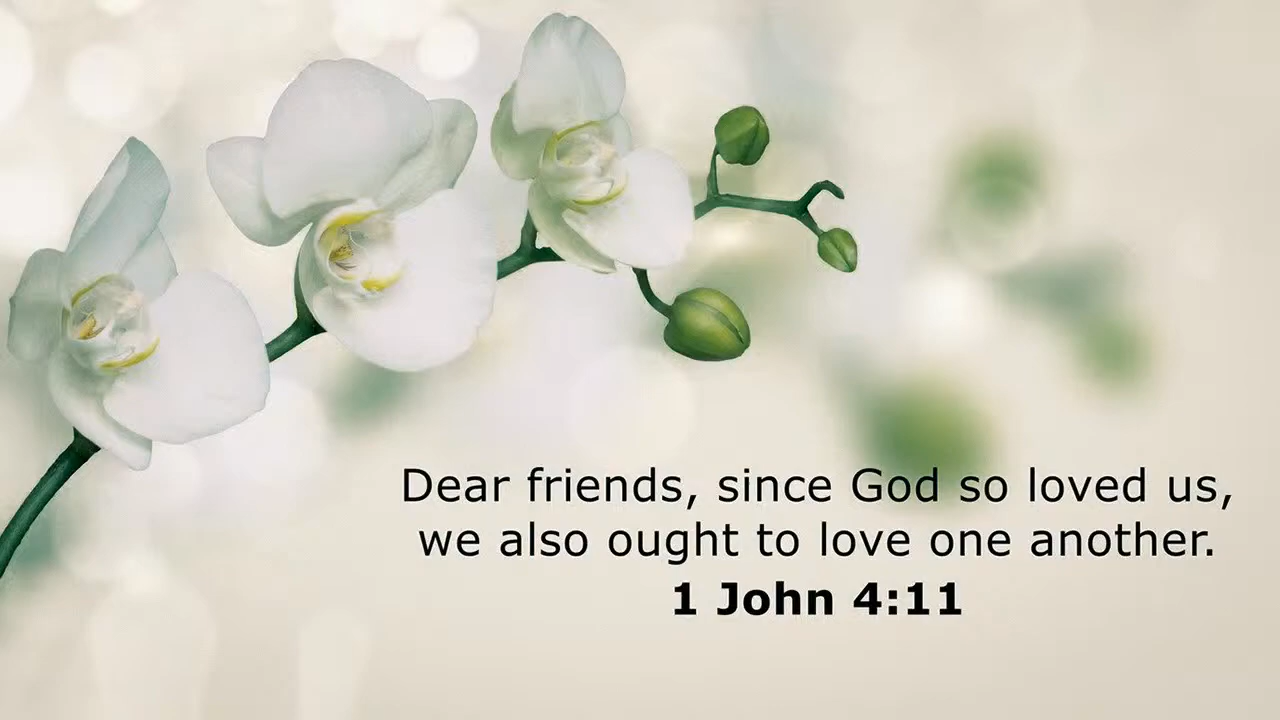 Dear friends, since God so loved us,
we also ought to love one another.
1 John 4:11